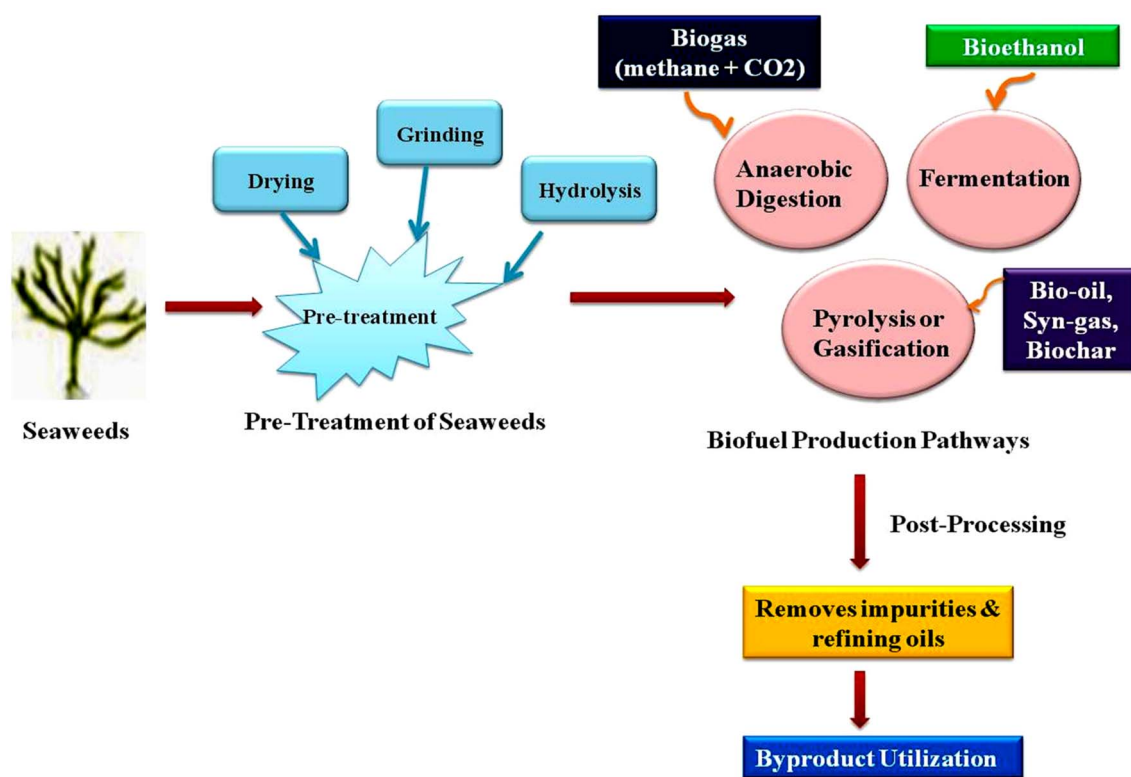 Biogas
(methane + CO2)
Bioethanol
Grinding
Drying
Hydrolysis
Anaerobic
Digestion
Fermentation
Pre-treatment
Pyrolysis or
Gasification
Bio-oil,
Syn-gas,
Biochar
Seaweeds
Pre-Treatment of Seaweeds
Biofuel Production Pathways
Post-Processing
Removes impurities &
refining oils
Byproduct Utilization